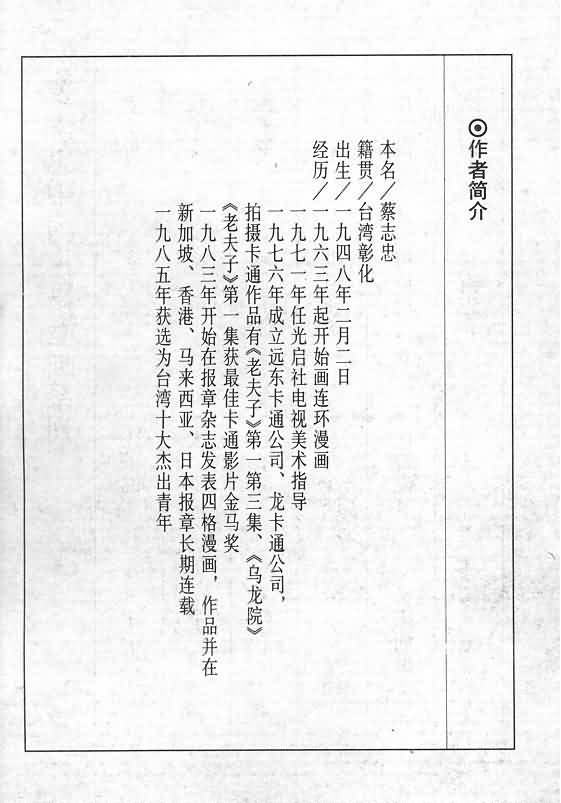 ⊙作者简介
本名/蔡志忠
籍贯/台湾彰化
出生/一九四八年二月二日
经历/一九六三年起开始画连环漫画
一九七一年任光启社电视美术指导
一九七六年成立远东卡通公司、龙卡通公司，
拍摄卡通作品有《老夫子》第一第三集、《乌龙院》
《老夫子》第一集获最佳卡通影片金马奖
一九八三年开始在报章杂志发表四格漫画，作品并在
新加坡、香港、马来西亚、日本报章长期连载
一九八五年获选为台湾十大杰出青年